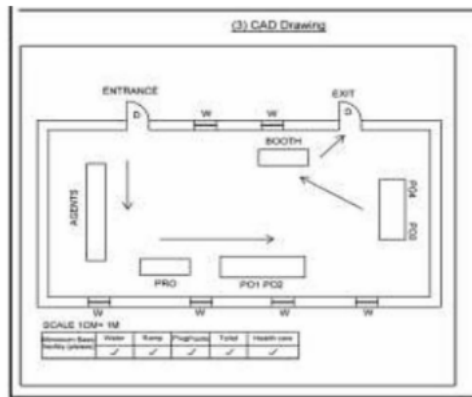 (3) CAD Drawing
ENTRANCE
EXIT
W W
D D
BOOTH
AGENTS
PO4 PO3
PRO
PO1 PO2
W W W W
SCALE 1CM= 1M
Water Ramp Toilet Health care